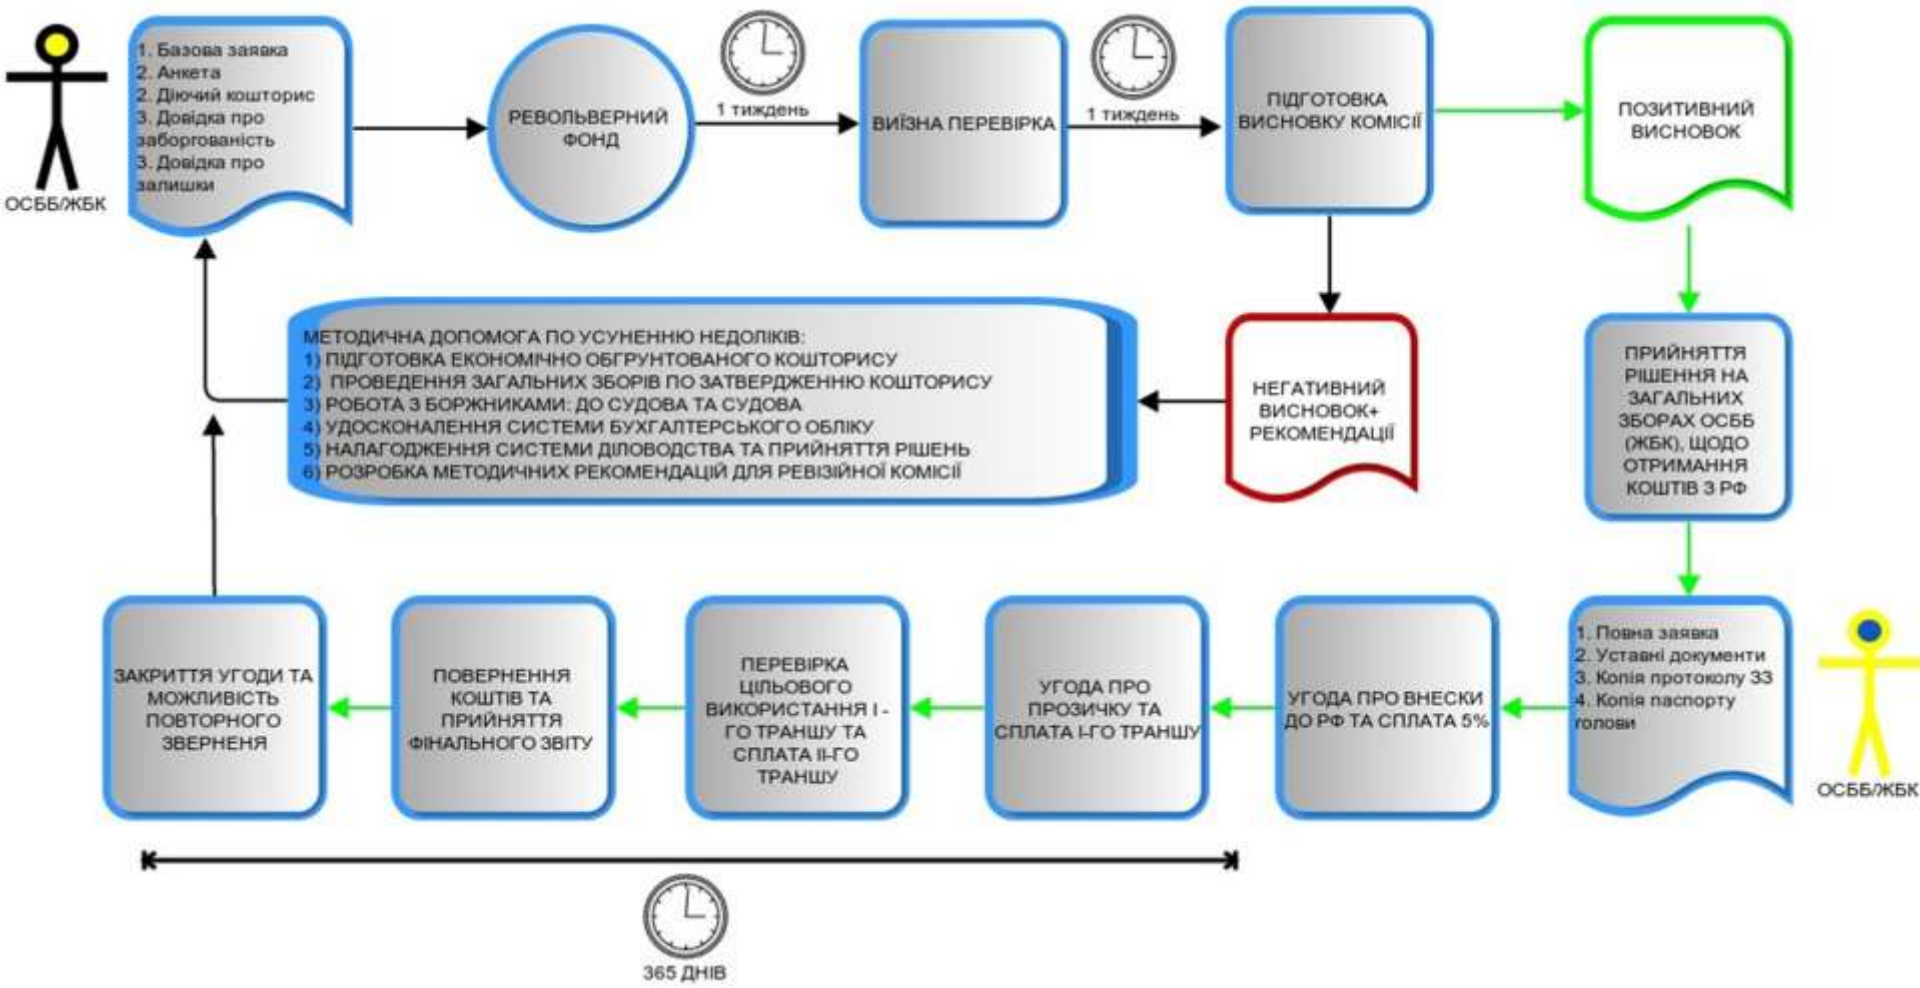 ОСББ/ЖБК
1. Базова заявка
2. Анкета
2. Діючий кошторис
3. Довідка про
заборгованість
3. Довідка про
залишки
РЕВОЛЬВЕРНИЙ
ФОНД
1 тиждень
ВИЇЗНА ПЕРЕВІРКА
1 тиждень
ПІДГОТОВКА
ВИСНОВКУ КОМІСІЇ
ПОЗИТИВНИЙ
ВИСНОВОК
МЕТОДИЧНА ДОПОМОГА ПО УСУНЕННЮ НЕДОЛІКІВ:
1) ПІДГОТОВКА ЕКОНОМІЧНО ОБГРУНТОВАНОГО КОШТОРИСУ
2) ПРОВЕДЕННЯ ЗАГАЛЬНИХ ЗБОРІВ ПО ЗАТВЕРДЖЕННЮ КОШТОРИСУ
3) РОБОТА З БОРЖНИКАМИ: ДО СУДОВА ТА СУДОВА
4) УДОСКОНАЛЕННЯ СИСТЕМИ БУХГАЛТЕРСЬКОГО ОБЛІКУ
5) НАЛАГОДЖЕННЯ СИСТЕМИ ДІЛОВОДСТВА ТА ПРИЙНЯТТЯ РІШЕНЬ
6) РОЗРОБКА МЕТОДИЧНИХ РЕКОМЕНДАЦІЙ ДЛЯ РЕВІЗІЙНОЇ КОМІСІЇ
НЕГАТИВНИЙ
ВИСНОВОК+
РЕКОМЕНДАЦІЇ
ПРИЙНЯТТЯ
РІШЕННЯ НА
ЗАГАЛЬНИХ
ЗБОРАХ ОСББ
(ЖБК), ЩОДО
ОТРИМАННЯ
КОШТІВ З РФ
ЗАКРИТТЯ УГОДИ ТА
МОЖЛИВІСТЬ
ПОВТОРНОГО
ЗВЕРНЕНЯ
ПОВЕРНЕННЯ
КОШТІВ ТА
ПРИЙНЯТТЯ
ФІНАЛЬНОГО ЗВІТУ
ПЕРЕВІРКА
ЦІЛЬОВОГО
ВИКОРИСТАННЯ I -
ГО ТРАНШУ ТА
СПЛАТА II-ГО
ТРАНШУ
УГОДА ПРО
ПРОЗИЧКУ ТА
СПЛАТА I-ГО ТРАНШУ
УГОДА ПРО ВНЕСКИ
ДО РФ ТА СПЛАТА 5%
1. Повна заявка
2. Уставні документи
3. Копія протоколу ЗЗ
4. Копія паспорту
голови
ОСББ/ЖБК
365 ДНІВ